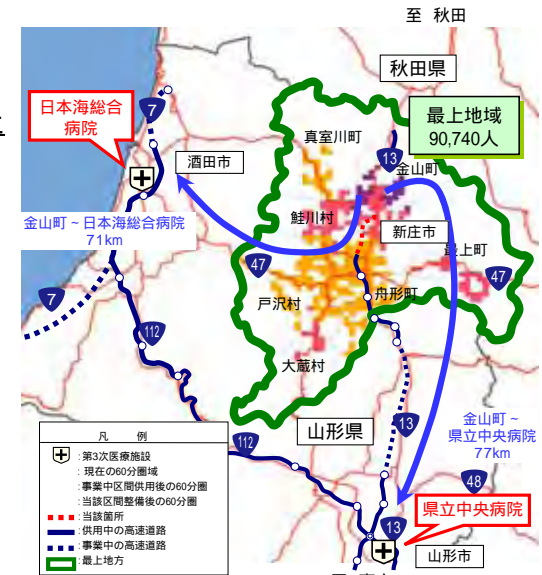 至 秋田
秋田県
日本海総合
病院
7
最上地域
90,740人
真室川町
13
金山町
酒田市
鮭川村
新庄市
最上町
金山町~日本海総合病院
71km
47
47
戸沢村
舟形町
7
112
大蔵村
13
金山町~
県立中央病院
77km
山形県
112
48
凡 例
:第3次医療施設
:現在の60分圏域
:事業中区間供用後の60分圏
:当該区間整備後の60分圏
:当該箇所
:供用中の高速道路
:事業中の高速道路
:最上地方
県立中央病院
13
山形市